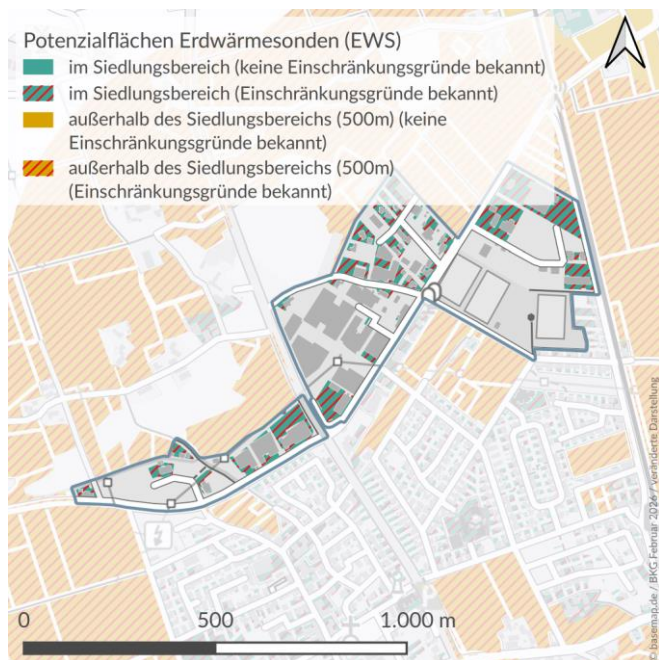 Potenzialflächen Erdwärmesonden (EWS)
im Siedlungsbereich (keine Einschränkungsgründe bekannt)
im Siedlungsbereich (Einschränkungsgründe bekannt)
außerhalb des Siedlungsbereichs (500m) (keine
Einschränkungsgründe bekannt)
außerhalb des Siedlungsbereichs (500m)
(Einschränkungsgründe bekannt)
0 500 1.000 m
© basemap.de / BKG Februar 2026 / veränderte Darstellung